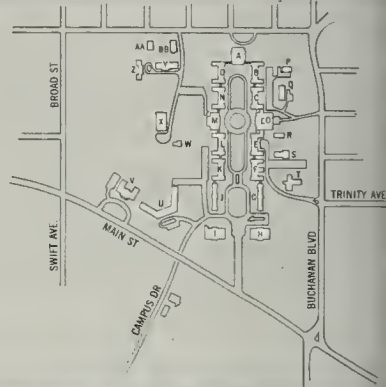 AA
BB
Z
Y
A
P
BROAD ST
O
B
N
C
Q
X
M
W
R
L
E
S
K
F
T
V
U
J
G
TRINITY AVE
SWIFT AVE.
MAIN ST
I
H
BUCHANAN BLVD
CAMPUS DR